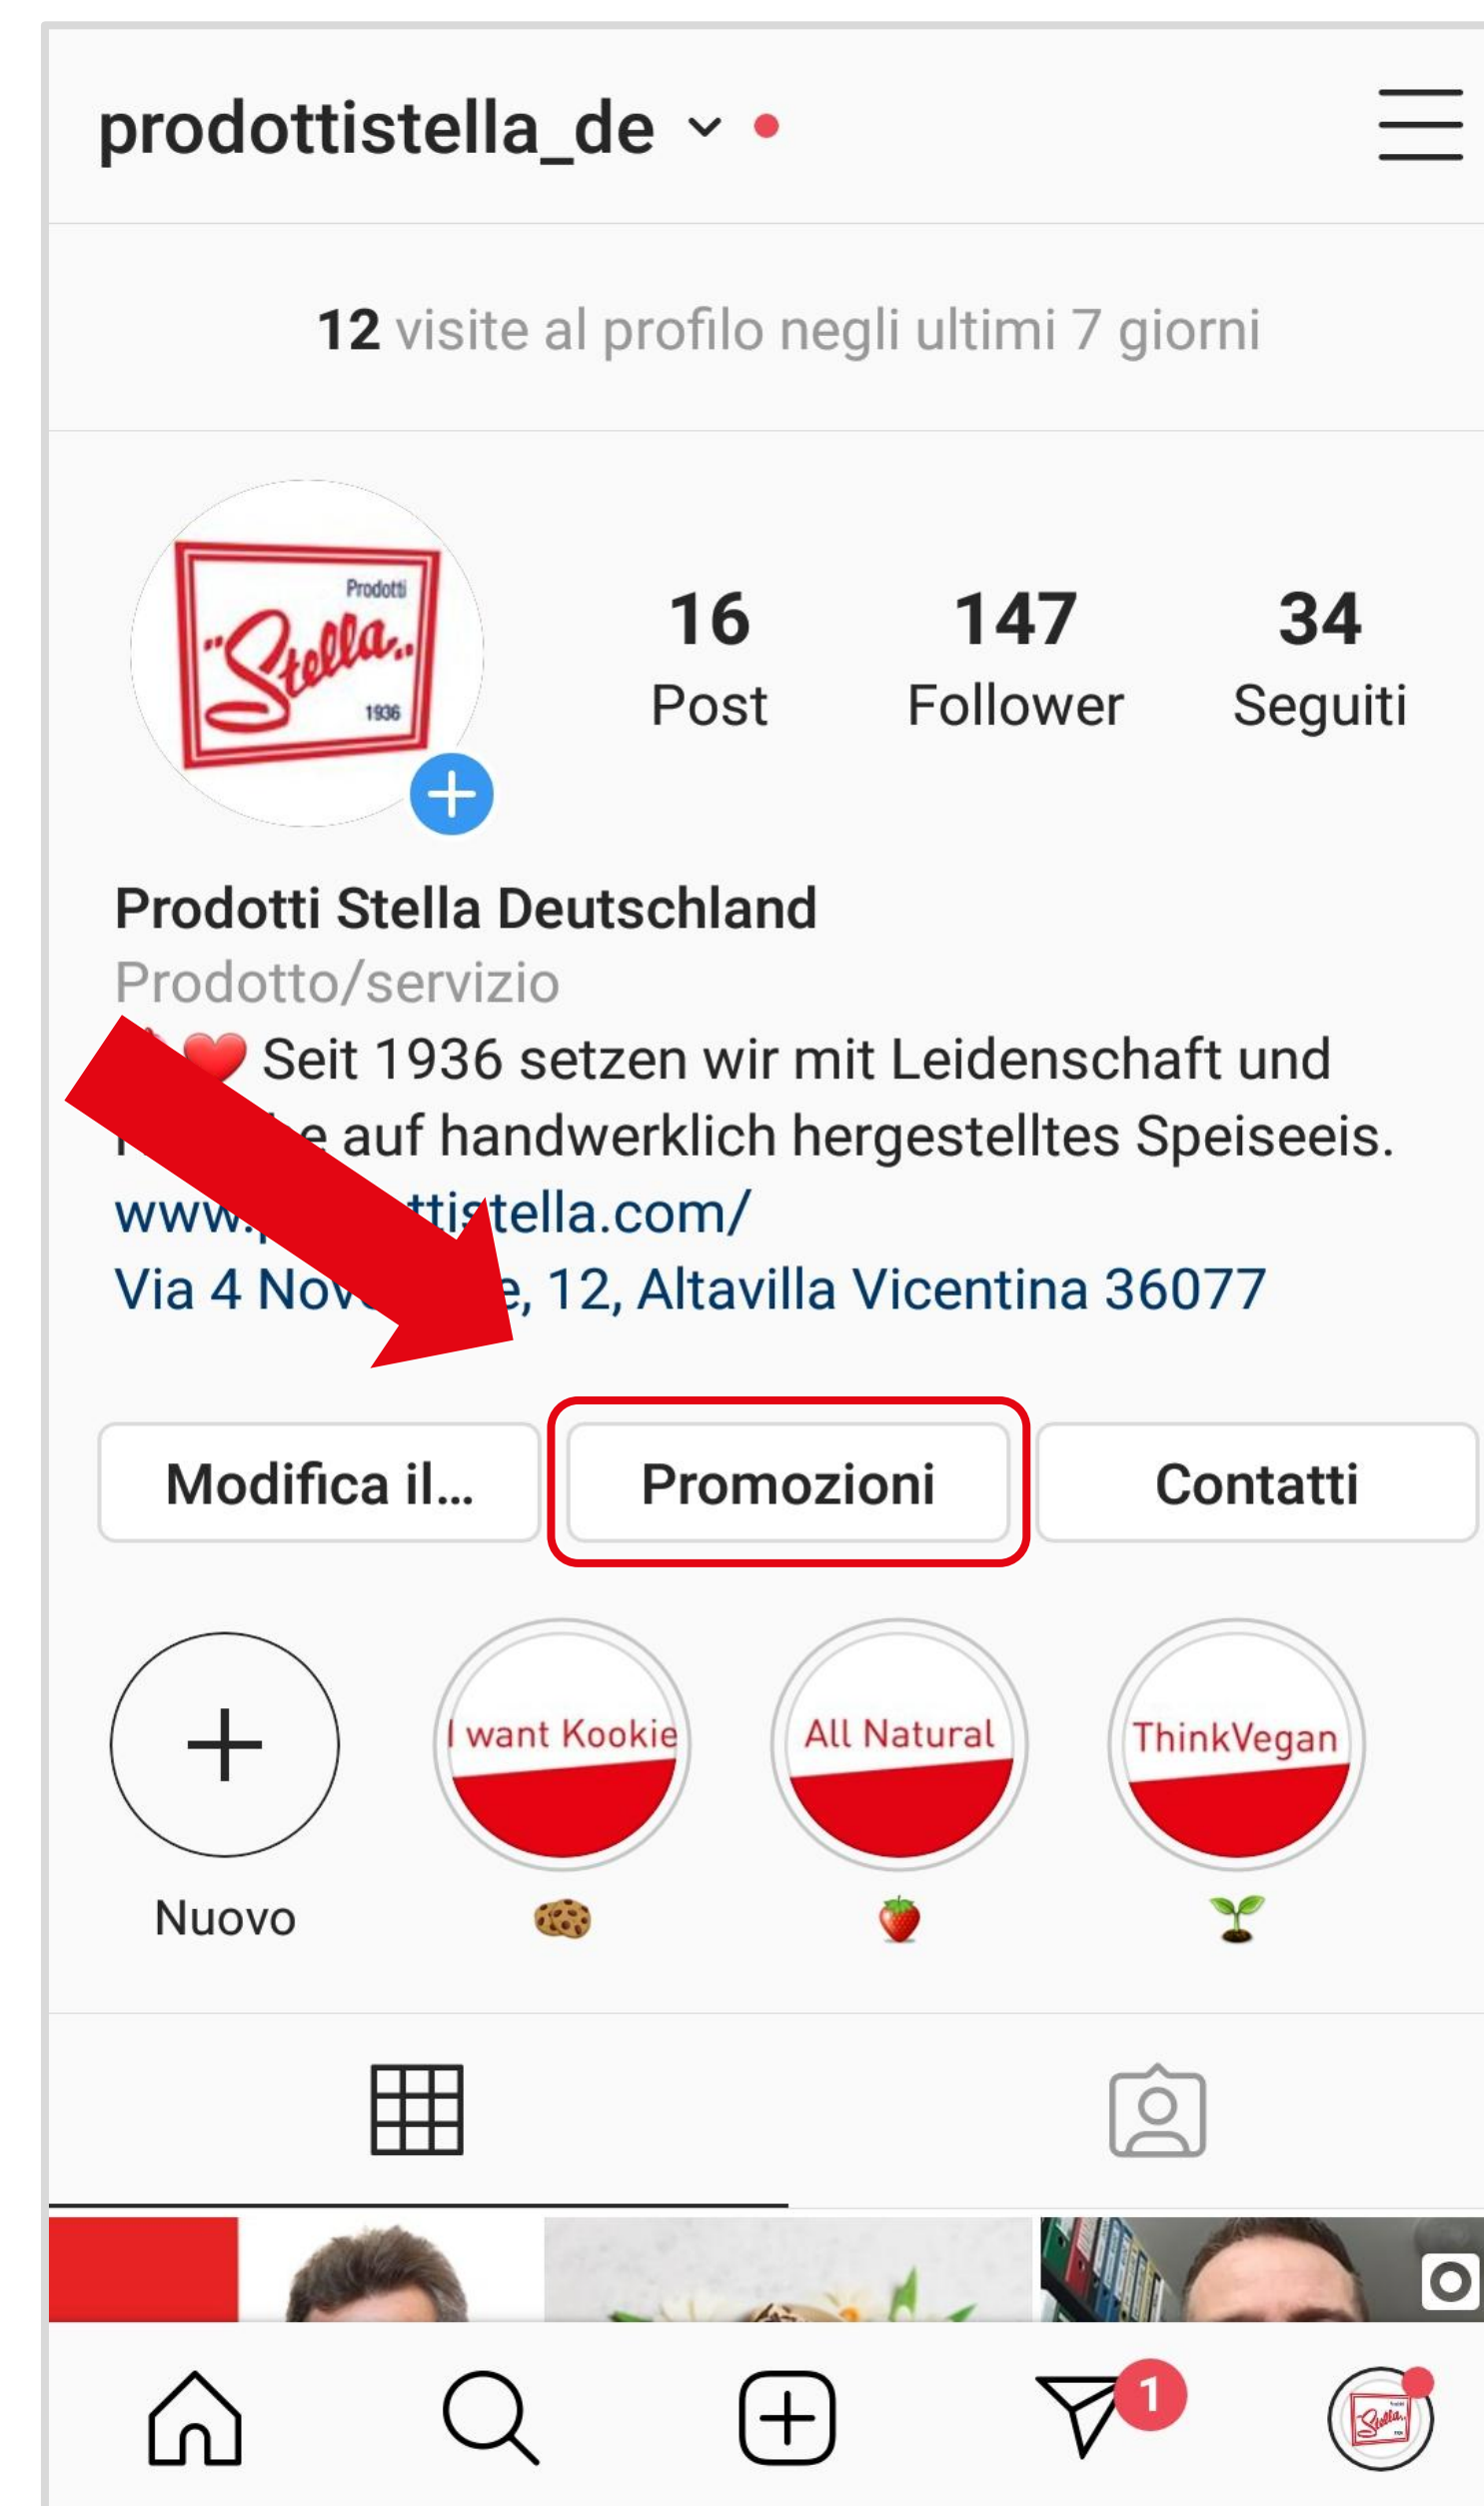 prodottistella_de
12 visite al profilo negli ultimi 7 giorni
Prodotti
"Stella"
1936
16
Post
147
Follower
34
Seguiti
Prodotti Stella Deutschland
Prodotto/servizio
Seit 1936 setzen wir mit Leidenschaft und
auf handwerklich hergestelltes Speiseeis.
Via 4 12, Altavilla Vicentina 36077
Modifica il...
Promozioni
Contatti
I want Kookie
All Natural
ThinkVegan
Nuovo
1
Stella